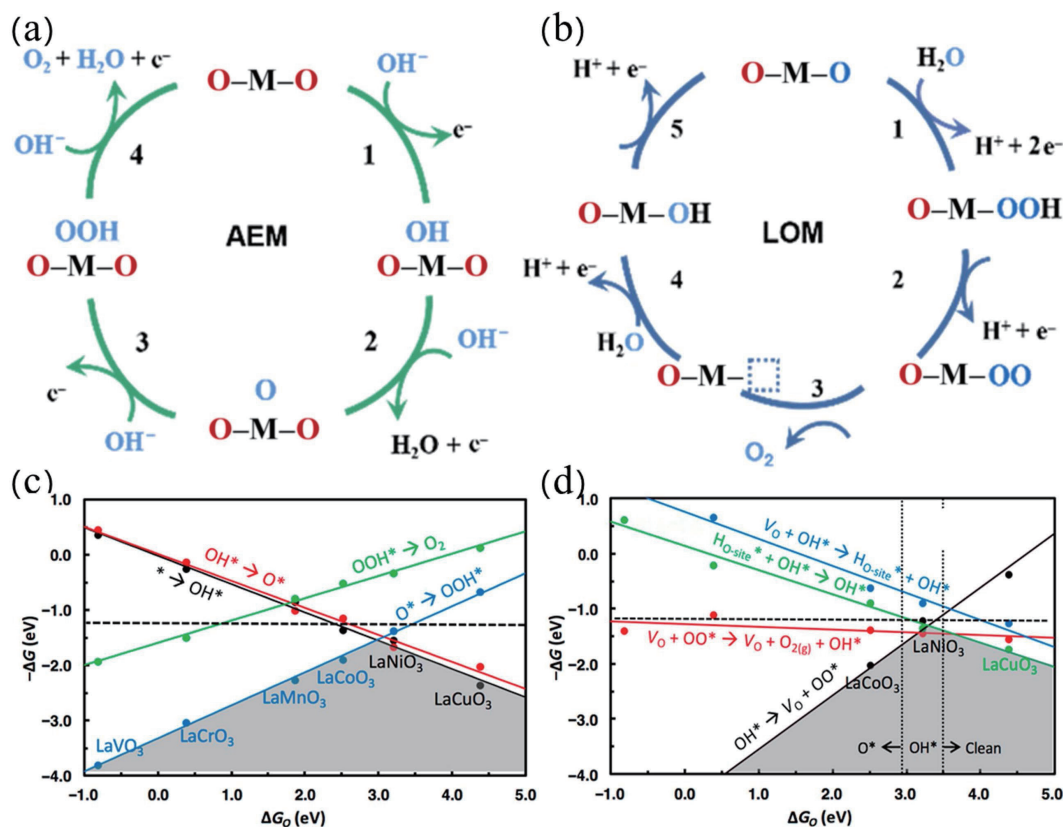 (a)
O₂ + H₂O + e⁻
O–M–O
OH⁻
e⁻
1
OH
O–M–O
OH⁻
2
H₂O + e⁻
O
O–M–O
OH⁻
e⁻
3
OOH
O–M–O
OH⁻
4
AEM
(b)
H⁺ + e⁻
O–M–O
H₂O
1
H⁺ + 2e⁻
O–M–OOH
2
H⁺ + e⁻
O–M–OO
3
O₂
O–M–
H₂O
H⁺ + e⁻
4
O–M–OH
5
LOM
(c)
−ΔG (eV)
1.0
0.0
−1.0
−2.0
−3.0
−4.0
OH* → O*
* → OH*
OOH* → O₂
O* → OOH*
LaVO₃
LaCrO₃
LaMnO₃
LaCoO₃
LaNiO₃
LaCuO₃
−1.0 0.0 1.0 2.0 3.0 4.0 5.0
ΔG_O (eV)
(d)
−ΔG (eV)
1.0
0.0
−1.0
−2.0
−3.0
−4.0
V_O + OH* → H_O-site* + OH*
H_O-site* + OH* → OH*
V_O + OO* → V_O + O₂(g) + OH*
OH* → V_O + OO*
LaCoO₃
LaNiO₃
LaCuO₃
O* ← OH* → Clean
−1.0 0.0 1.0 2.0 3.0 4.0 5.0
ΔG_O (eV)